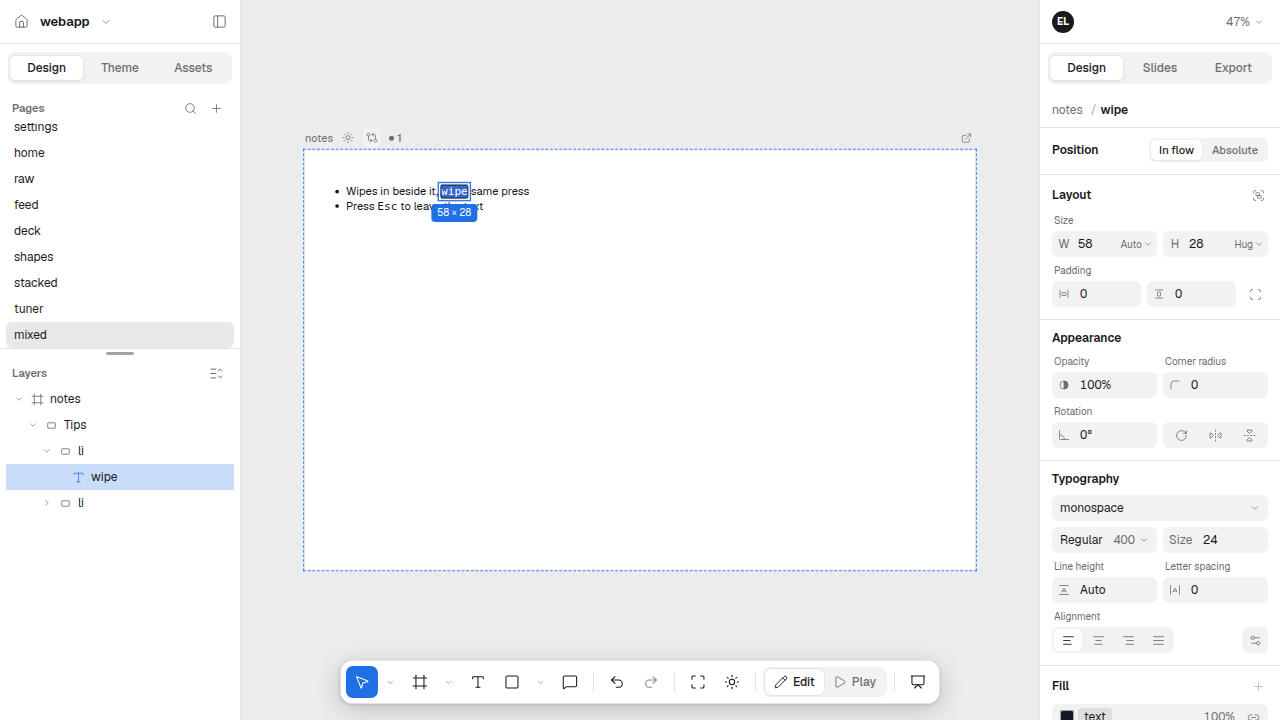 webapp
Design
Theme
Assets
Pages
settings
home
raw
feed
deck
shapes
stacked
tuner
mixed
Layers
notes
Tips
li
wipe
li
notes
1
Wipes in beside it, wipe same press
Press Esc to leave
58 × 28
Edit
Play
EL
47%
Design
Slides
Export
notes / wipe
Position
In flow
Absolute
Layout
Size
W 58 Auto
H 28 Hug
Padding
0
0
Appearance
Opacity
Corner radius
100%
0
Rotation
0°
Typography
monospace
Regular 400
Size 24
Line height
Letter spacing
Auto
0
Alignment
Fill
text
100%